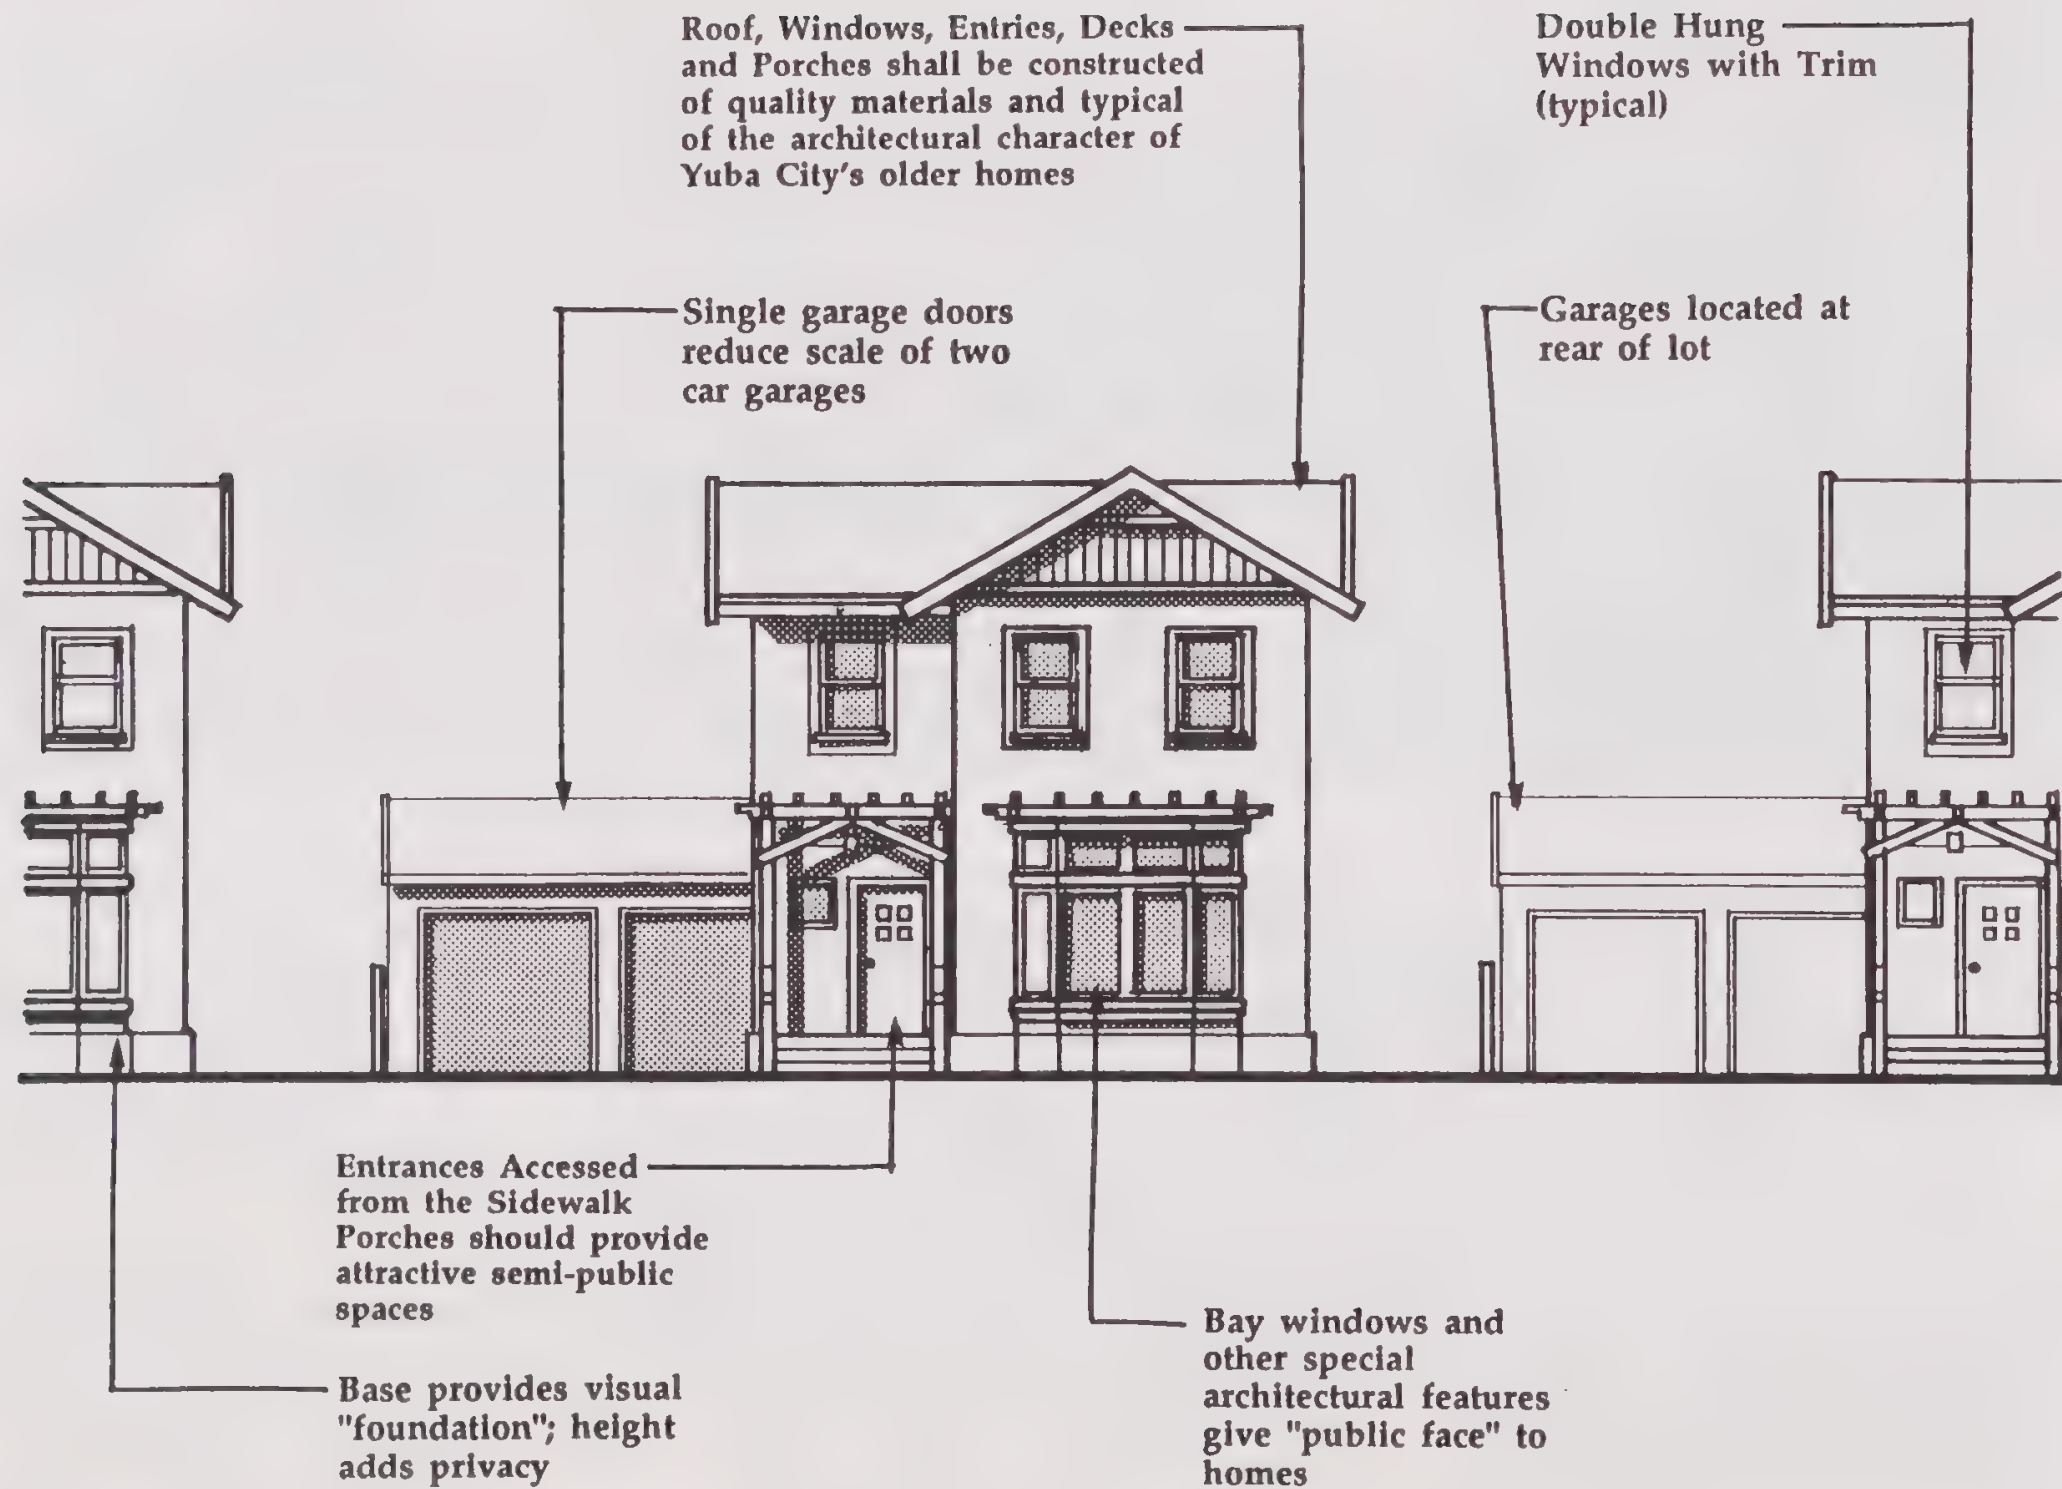 Roof, Windows, Entries, Decks
and Porches shall be constructed
of quality materials and typical
of the architectural character of
Yuba City's older homes
Double Hung
Windows with Trim
(typical)
Single garage doors
reduce scale of two
car garages
Garages located at
rear of lot
Entrances Accessed
from the Sidewalk
Porches should provide
attractive semi-public
spaces
Base provides visual
"foundation"; height
adds privacy
Bay windows and
other special
architectural features
give "public face" to
homes